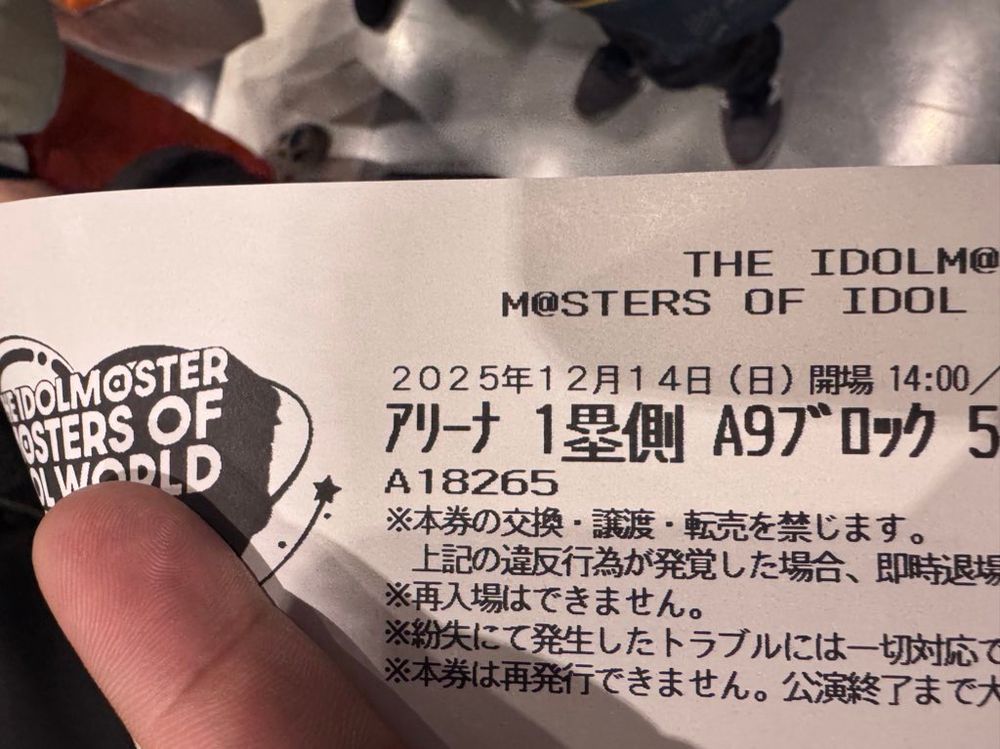 THE IDOLM@
M@STERS OF IDOL
THE IDOLM@STER
M@STERS OF
IDOL WORLD
2025年12月14日(日)開場 14:00/
アリーナ 1塁側 A9ブロック 5
A18265
※本券の交換・譲渡・転売を禁じます。
上記の違反行為が発覚した場合、即時退場
※再入場はできません。
※紛失にて発生したトラブルには一切対応で
※本券は再発行できません。公演終了まで大